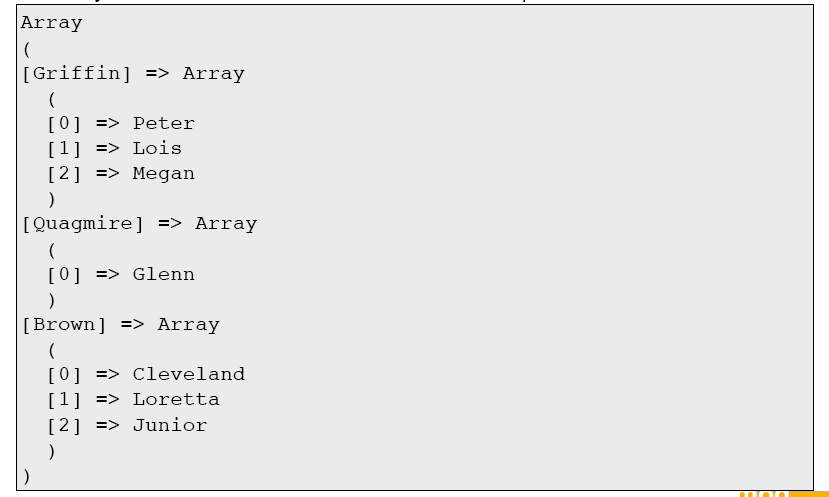 Array
(
[Griffin] => Array
  (
  [0] => Peter
  [1] => Lois
  [2] => Megan
  )
[Quagmire] => Array
  (
  [0] => Glenn
  )
[Brown] => Array
  (
  [0] => Cleveland
  [1] => Loretta
  [2] => Junior
  )
)